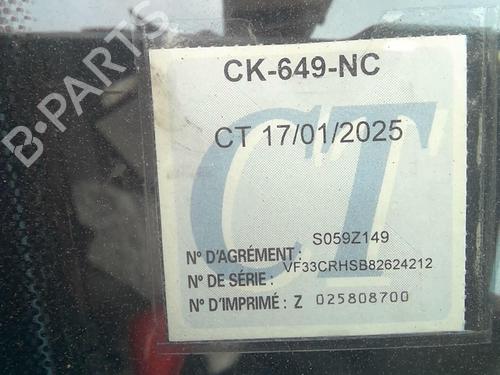 CK-649-NC
CT 17/01/2025
CT
N° D'AGRÉMENT : S059Z149
N° DE SÉRIE : VF33CRHSB82624212
N° D'IMPRIMÉ : Z 025808700
B-PARTS